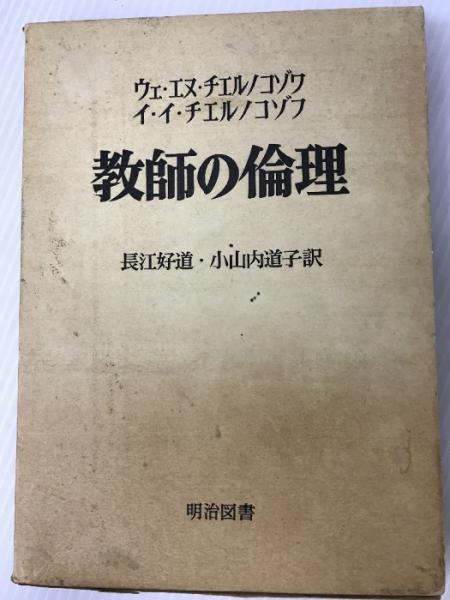 ウェ・エヌ・チエルノコゾワ
イ・イ・チエルノコゾフ
教師の倫理
長江好道・小山内道子訳
明治図書